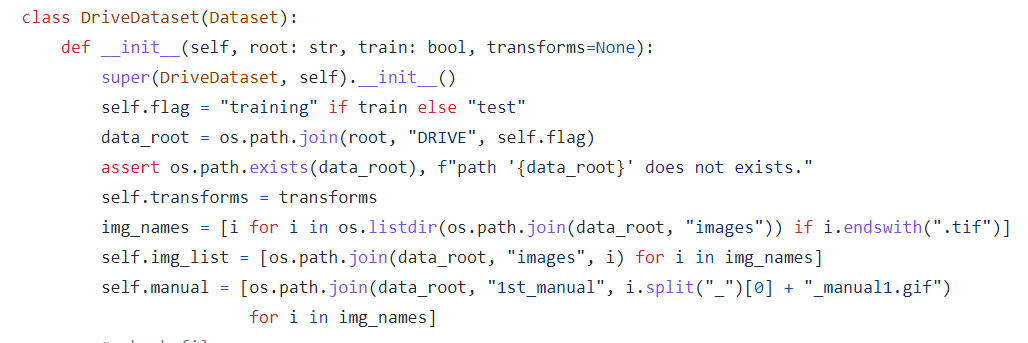 class DriveDataset(Dataset):
    def __init__(self, root: str, train: bool, transforms=None):
        super(DriveDataset, self).__init__()
        self.flag = "training" if train else "test"
        data_root = os.path.join(root, "DRIVE", self.flag)
        assert os.path.exists(data_root), f"path '{data_root}' does not exists."
        self.transforms = transforms
        img_names = [i for i in os.listdir(os.path.join(data_root, "images")) if i.endswith(".tif")]
        self.img_list = [os.path.join(data_root, "images", i) for i in img_names]
        self.manual = [os.path.join(data_root, "1st_manual", i.split("_")[0] + "_manual1.gif")
                       for i in img_names]